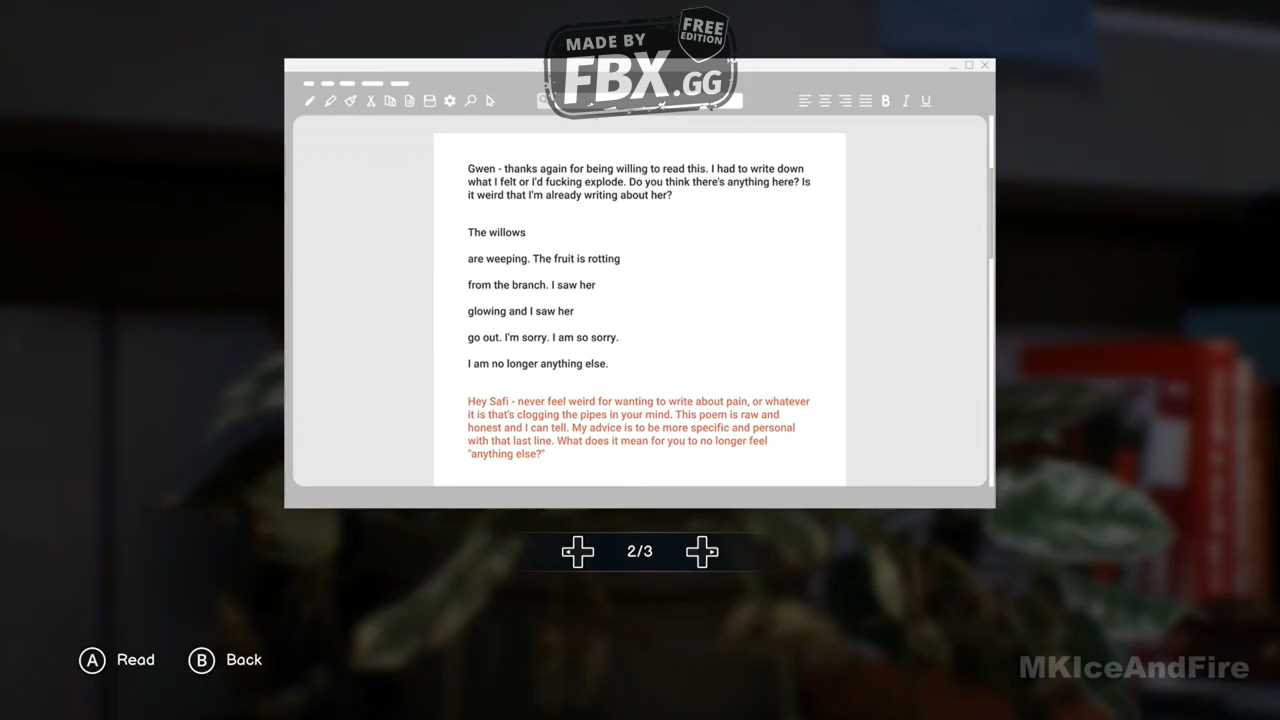 MADE BY
FREE
EDITION
FBX.GG
B I U
Gwen - thanks again for being willing to read this. I had to write down
what I felt or I'd fucking explode. Do you think there's anything here? Is
it weird that I'm already writing about her?
The willows
are weeping. The fruit is rotting
from the branch. I saw her
glowing and I saw her
go out. I'm sorry. I am so sorry.
I am no longer anything else.
Hey Safi - never feel weird for wanting to write about pain, or whatever
it is that's clogging the pipes in your mind. This poem is raw and
honest and I can tell. My advice is to be more specific and personal
with that last line. What does it mean for you to no longer feel
"anything else?"
2/3
A Read B Back
MKIceAndFire